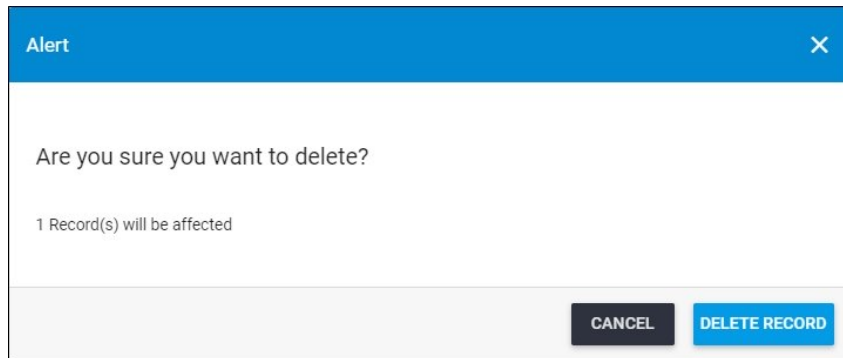 Alert
Are you sure you want to delete?
1 Record(s) will be affected
CANCEL DELETE RECORD